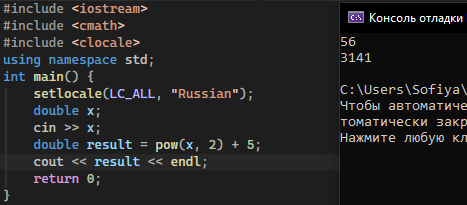 #include <iostream>
#include <cmath>
#include <clocale>
using namespace std;
int main() {
setlocale(LC_ALL, "Russian");
double x;
cin >> x;
double result = pow(x, 2) + 5;
cout << result << endl;
return 0;
}
Консоль отладки
56
3141
C:\Users\Sofiya\
Чтобы автоматиче
томатически закр
Нажмите любую кл